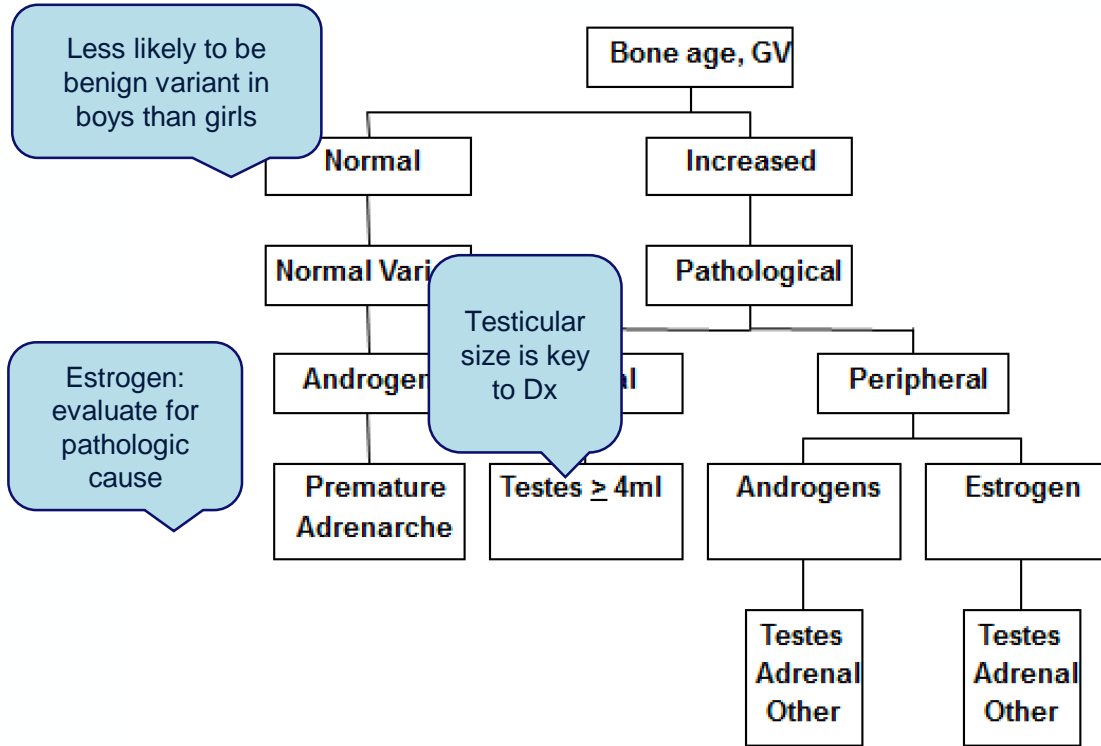 Less likely to be
benign variant in
boys than girls
Bone age, GV
Normal
Increased
Normal Vari
Pathological
Testicular
size is key
to Dx
Estrogen:
evaluate for
pathologic
cause
Androgen
Peripheral
Premature
Adrenarche
Testes ≥ 4ml
Androgens
Estrogen
Testes
Adrenal
Other
Testes
Adrenal
Other